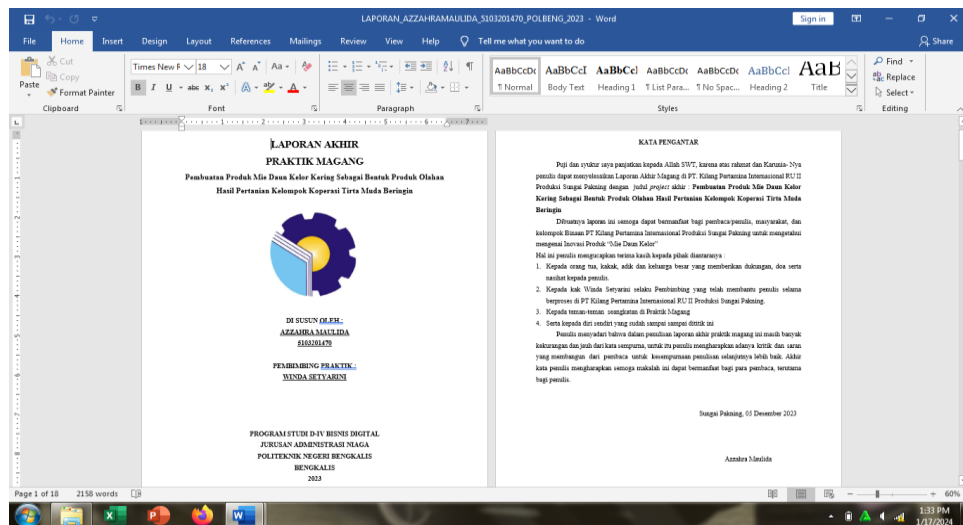 LAPORAN_AZZAHRAMAULIDA_5103201470_POLBENG_2023 - Word
Sign in
File Home Insert Design Layout References Mailings Review View Help Tell me what you want to do Share
Paste
Cut
Copy
Format Painter
Clipboard
Times New F 18
Font
Paragraph
AaBbCcDc AaBbCcI AaBbCcl AaBbCcDc AaBbCcDc AaBbCcl AaB
¶ Normal Body Text Heading 1 ¶ List Para... ¶ No Spac... Heading 2 Title
Styles
Find
Replace
Select
Editing
LAPORAN AKHIR
PRAKTIK MAGANG
Pembuatan Produk Mie Daun Kelor Kering Sebagai Bentuk Produk Olahan
Hasil Pertanian Kelompok Koperasi Tirta Muda Beringin
DI SUSUN OLEH :
AZZAHRA MAULIDA
5103201470
PEMBIMBING PRAKTIK :
WINDA SETYARINI
PROGRAM STUDI D-IV BISNIS DIGITAL
JURUSAN ADMINISTRASI NIAGA
POLITEKNIK NEGERI BENGKALIS
BENGKALIS
2023
KATA PENGANTAR
Puji dan syukur saya panjatkan kepada Allah SWT, karena atas rahmat dan Karunia- Nya
penulis dapat menyelesaikan Laporan Akhir Magang di PT. Kilang Pertamina Internasional RU II
Produksi Sungai Pakning dengan judul project akhir : Pembuatan Produk Mie Daun Kelor
Kering Sebagai Bentuk Produk Olahan Hasil Pertanian Kelompok Koperasi Tirta Muda
Beringin
Dibuatnya laporan ini semoga dapat bermanfaat bagi pembaca/penulis, masyarakat, dan
kelompok Binaan PT Kilang Pertamina Internasional Produksi Sungai Pakning untuk mengetahui
mengenai Inovasi Produk “Mie Daun Kelor”
Hal ini penulis mengucapkan terima kasih kepada pihak diantaranya :
1. Kepada orang tua, kakak, adik dan keluarga besar yang memberikan dukungan, doa serta
nasihat kepada penulis.
2. Kepada kak Winda Setyarini selaku Pembimbing yang telah membantu penulis selama
berproses di PT Kilang Pertamina Internasional RU II Produksi Sungai Pakning.
3. Kepada teman-teman seangkatan di Praktik Magang
4. Serta kepada diri sendiri yang sudah sampai sampai dititik ini
Penulis menyadari bahwa dalam penulisan laporan akhir praktik magang ini masih banyak
kekurangan dan jauh dari kata sempurna, untuk itu penulis mengharapkan adanya kritik dan saran
yang membangun dari pembaca untuk kesempurnaan penulisan selanjutnya lebih baik. Akhir
kata penulis mengharapkan semoga makalah ini dapat bermanfaat bagi para pembaca, terutama
bagi penulis.
Sungai Pakning, 05 Desember 2023
Azzahra Maulida
Page 1 of 18 2158 words
60%
1:33 PM
1/17/2024